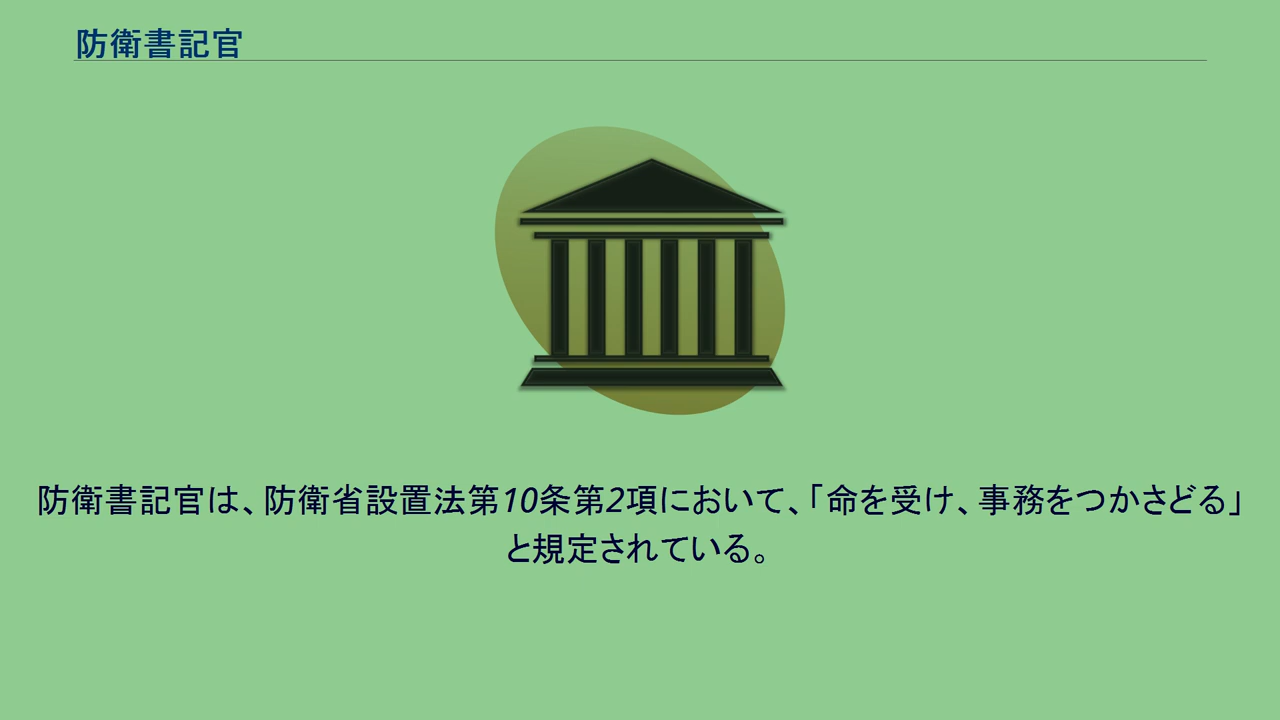 防衛書記官
防衛書記官は、防衛省設置法第10条第2項において、「命を受け、事務をつかさどる」
と規定されている。